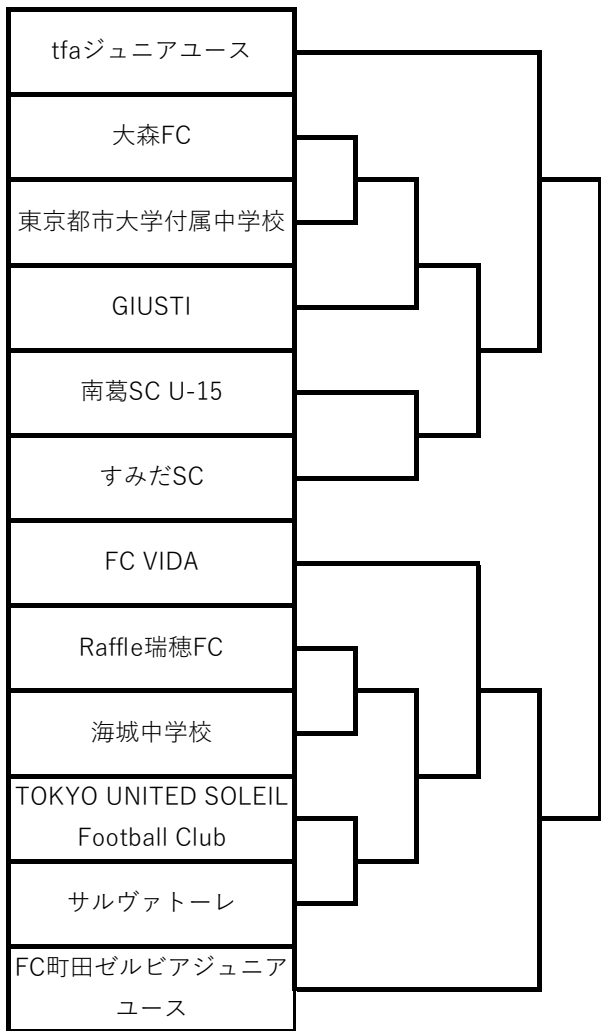 tfaジュニアユース
大森FC
東京都市大学付属中学校
GIUSTI
南葛SC U-15
すみだSC
FC VIDA
Raffle瑞穂FC
海城中学校
TOKYO UNITED SOLEIL
Football Club
サルヴァトーレ
FC町田ゼルビアジュニア
ユース